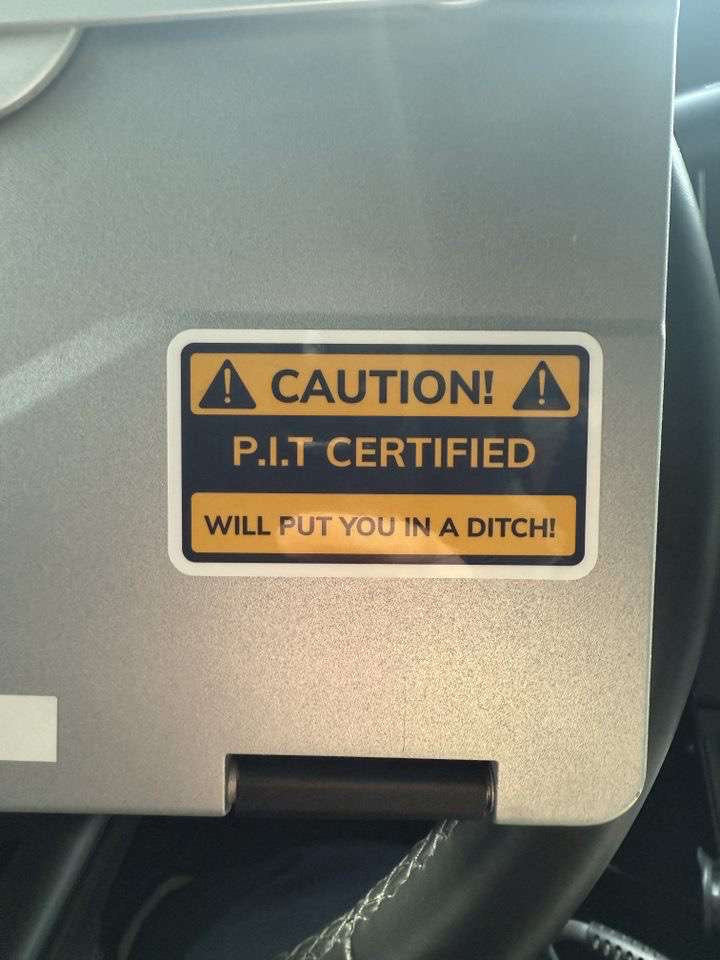 CAUTION!
P.I.T CERTIFIED
WILL PUT YOU IN A DITCH!